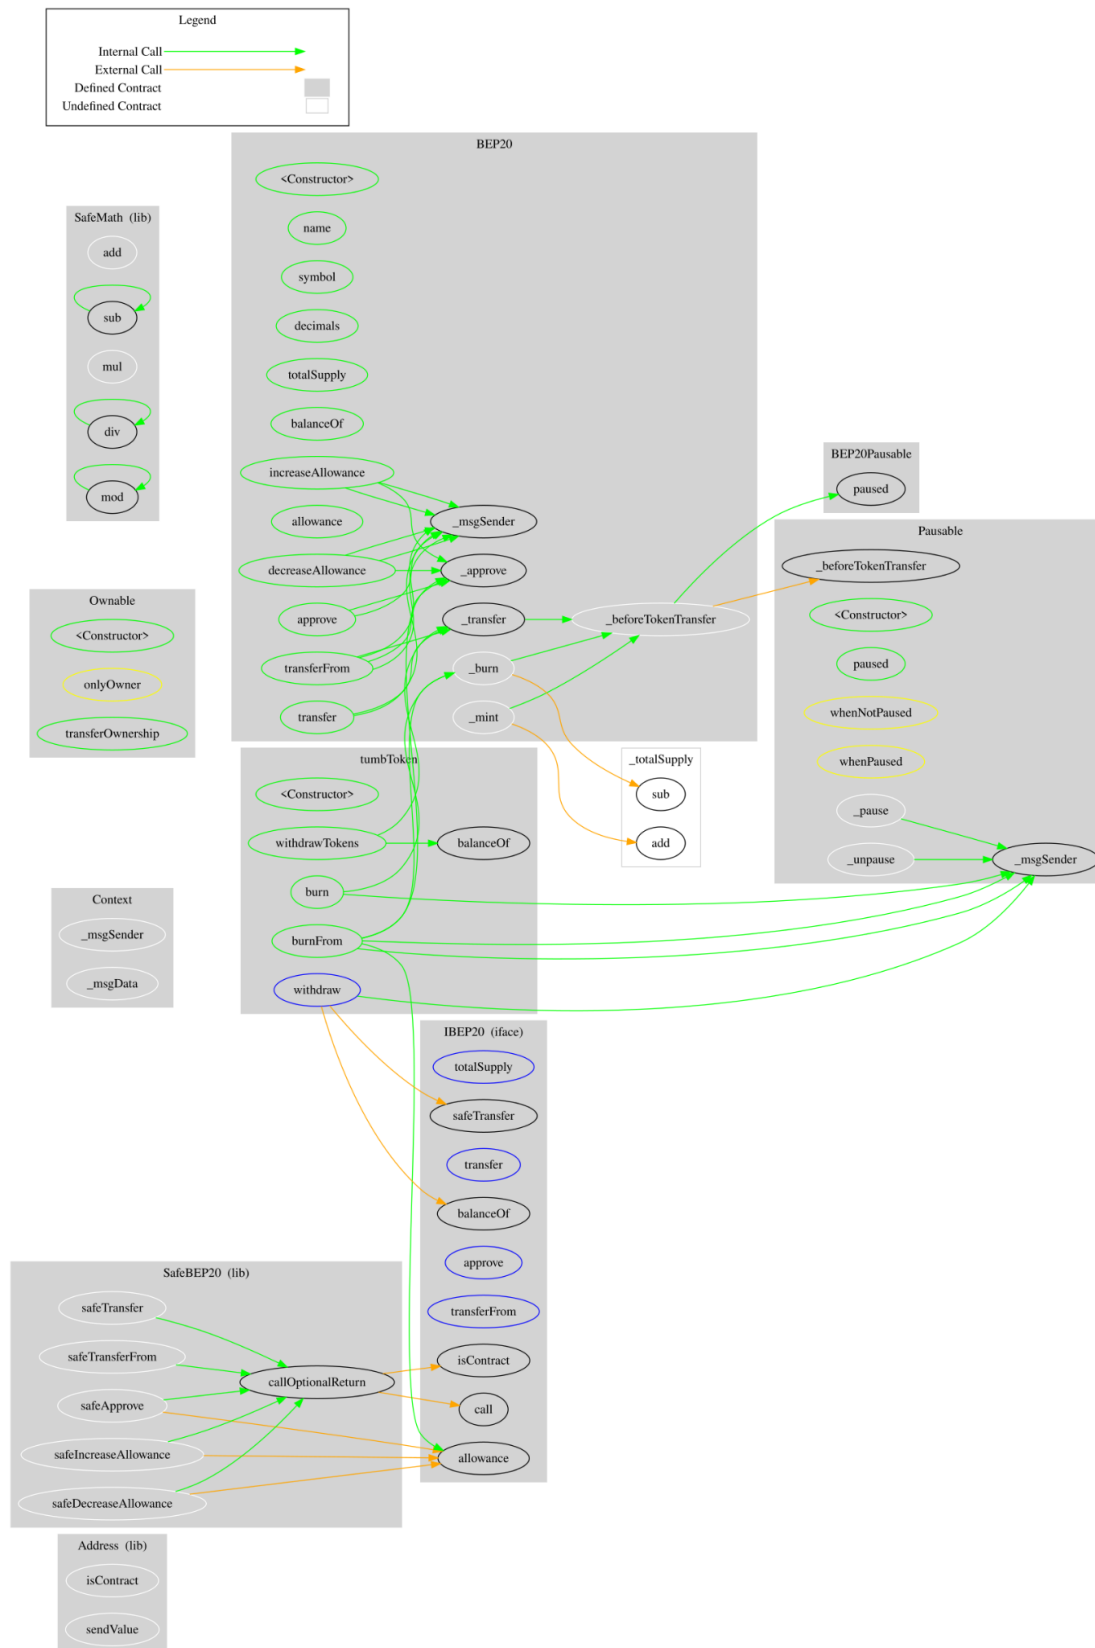 Legend
Internal Call
External Call
Defined Contract
Undefined Contract
BEP20
<Constructor>
name
symbol
decimals
totalSupply
balanceOf
increaseAllowance
allowance
decreaseAllowance
approve
transferFrom
transfer
_msgSender
_approve
_transfer
_burn
_mint
_beforeTokenTransfer
SafeMath (lib)
add
sub
mul
div
mod
BEP20Pausable
paused
Pausable
_beforeTokenTransfer
<Constructor>
paused
whenNotPaused
whenPaused
_pause
_unpause
_msgSender
Ownable
<Constructor>
onlyOwner
transferOwnership
tumbToken
<Constructor>
withdrawTokens
burn
burnFrom
withdraw
balanceOf
_totalSupply
sub
add
Context
_msgSender
_msgData
IBEP20 (iface)
totalSupply
safeTransfer
transfer
balanceOf
approve
transferFrom
isContract
call
allowance
SafeBEP20 (lib)
safeTransfer
safeTransferFrom
safeApprove
safeIncreaseAllowance
safeDecreaseAllowance
callOptionalReturn
Address (lib)
isContract
sendValue